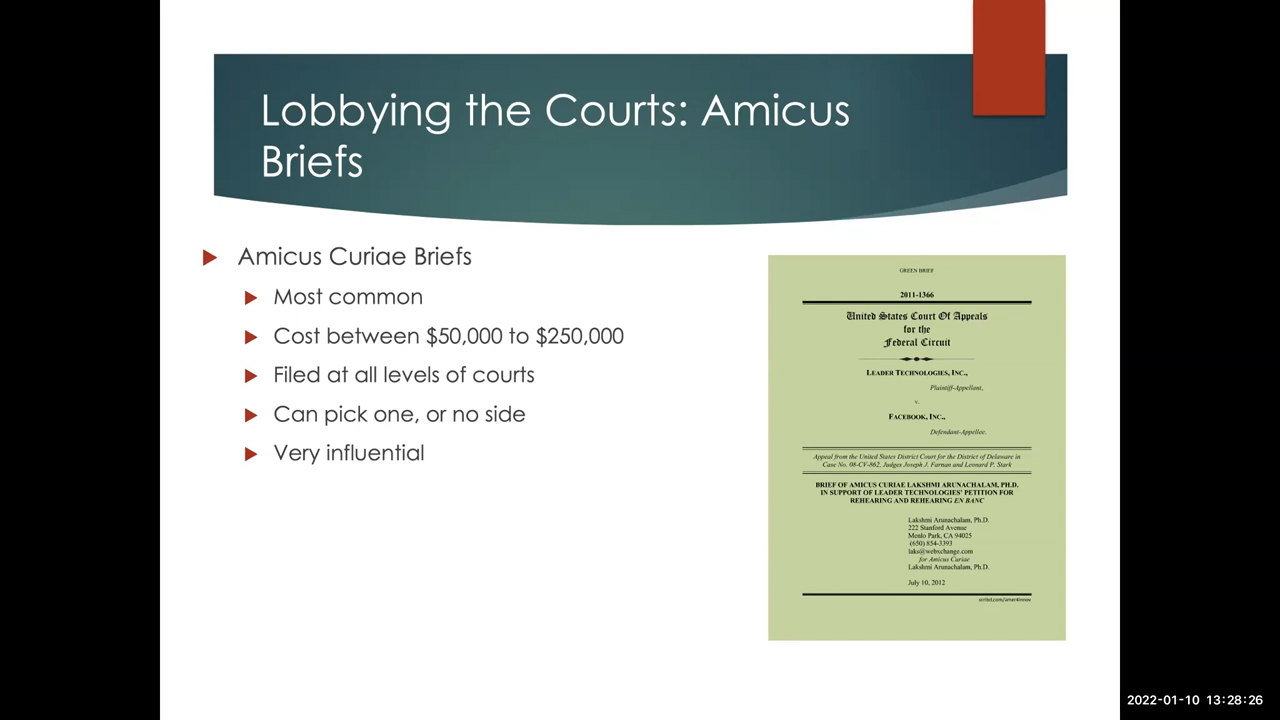 Lobbying the Courts: Amicus
Briefs
Amicus Curiae Briefs
Most common
Cost between $50,000 to $250,000
Filed at all levels of courts
Can pick one, or no side
Very influential
GREEN BRIEF
2011-1366
United States Court Of Appeals
for the
Federal Circuit
LEADER TECHNOLOGIES, INC.,
Plaintiff-Appellant,
v.
FACEBOOK, INC.,
Defendant-Appellee.
Appeal from the United States District Court for the District of Delaware in
Case No. 08-CV-862, Judges Joseph J. Farnan and Leonard P. Stark
BRIEF OF AMICUS CURIAE LAKSHMI ARUNACHALAM, PH.D.
IN SUPPORT OF LEADER TECHNOLOGIES' PETITION FOR
REHEARING AND REHEARING EN BANC
Lakshmi Arunachalam, Ph.D.
222 Stanford Avenue
Menlo Park, CA 94025
(650) 854-3393
laks@webxchange.com
for Amicus Curiae
Lakshmi Arunachalam, Ph.D.
July 10, 2012
2022-01-10 13:28:26